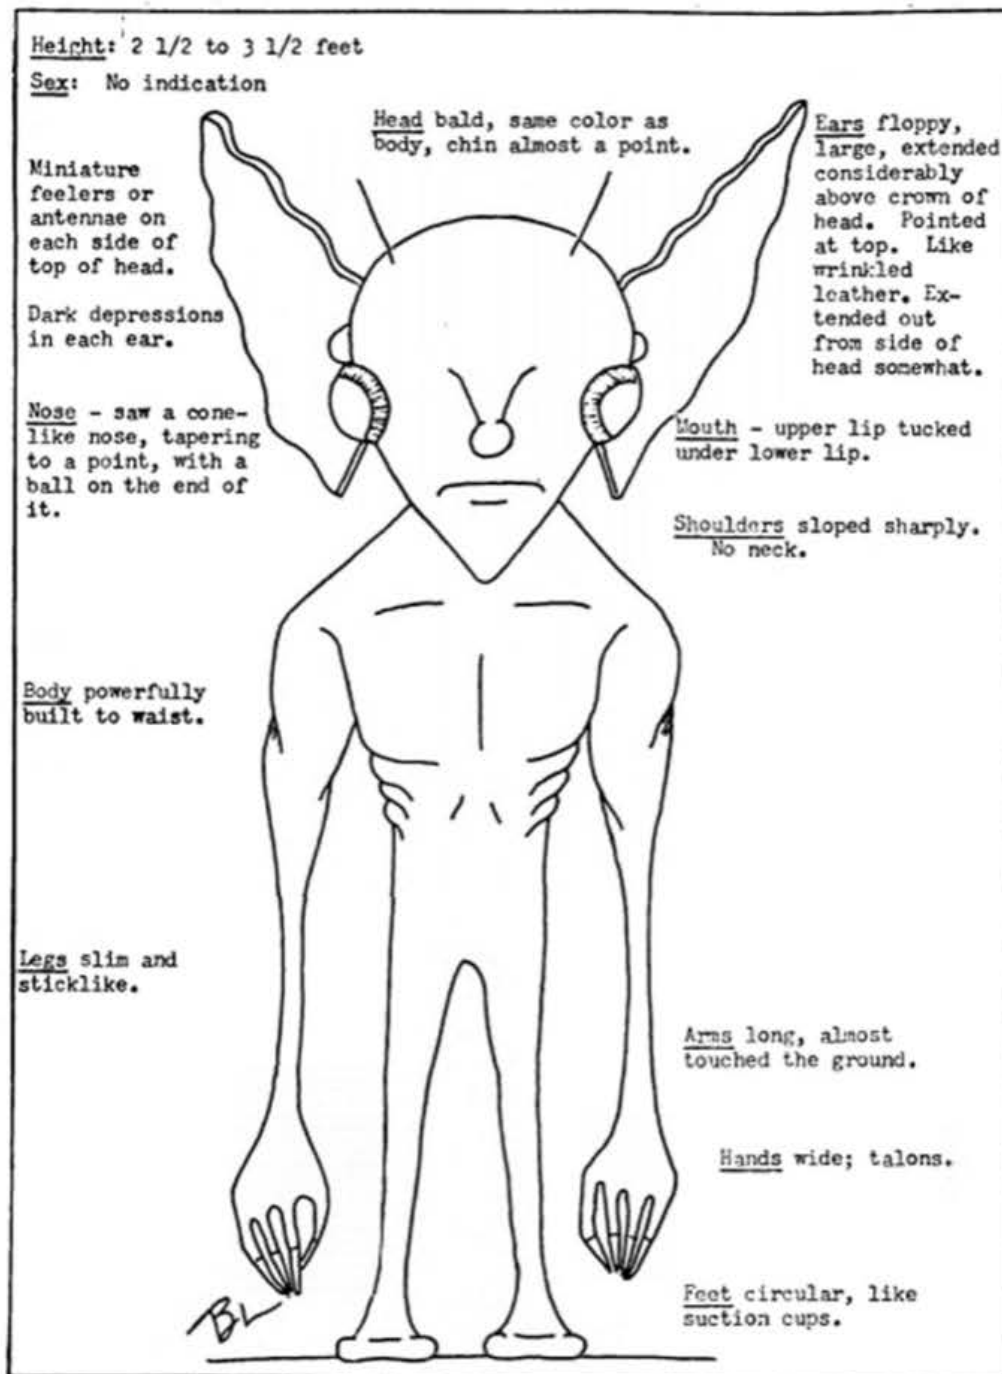 Height: 2 1/2 to 3 1/2 feet
Sex: No indication
Head bald, same color as
body, chin almost a point.
Miniature
feelers or
antennae on
each side of
top of head.
Dark depressions
in each ear.
Nose - saw a cone-
like nose, tapering
to a point, with a
ball on the end of
it.
Ears floppy,
large, extended
considerably
above crown of
head. Pointed
at top. Like
wrinkled
leather. Ex-
tended out
from side of
head somewhat.
Mouth - upper lip tucked
under lower lip.
Shoulders sloped sharply.
No neck.
Body powerfully
built to waist.
Legs slim and
sticklike.
Arms long, almost
touched the ground.
Hands wide; talons.
Feet circular, like
suction cups.
BL